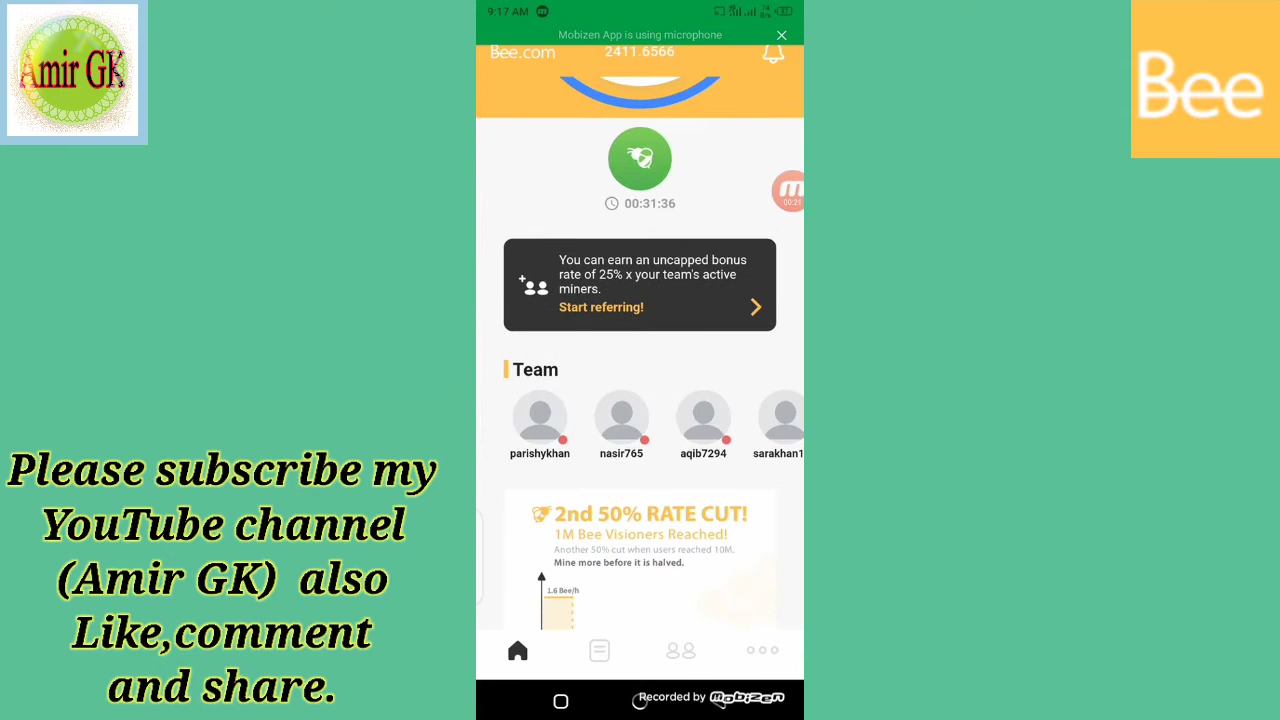 Amir GK
9:17 AM
74
B/s
Mobizen App is using microphone
Bee.com
2411.6566
Bee
00:31:36
00:21
You can earn an uncapped bonus
rate of 25% x your team's active
miners.
Start referring!
Team
parishykhan
nasir765
aqib7294
sarakhan1
2nd 50% RATE CUT!
1M Bee Visioners Reached!
Another 50% cut when users reached 10M.
Mine more before it is halved.
1.6 Bee/h
Please subscribe my
YouTube channel
(Amir GK) also
Like,comment
and share.
Recorded by mobizen